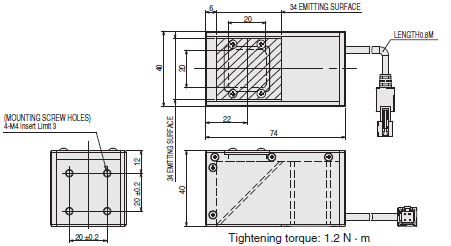 6
34 EMITTING SURFACE
20
LENGTH0.8M
40
34 EMITTING SURFACE
20
22
74
(MOUNTING SCREW HOLES)
4-M4 Insert Limit 3
12
20 ±0.2
20 ±0.2
40
Tightening torque: 1.2 N - m